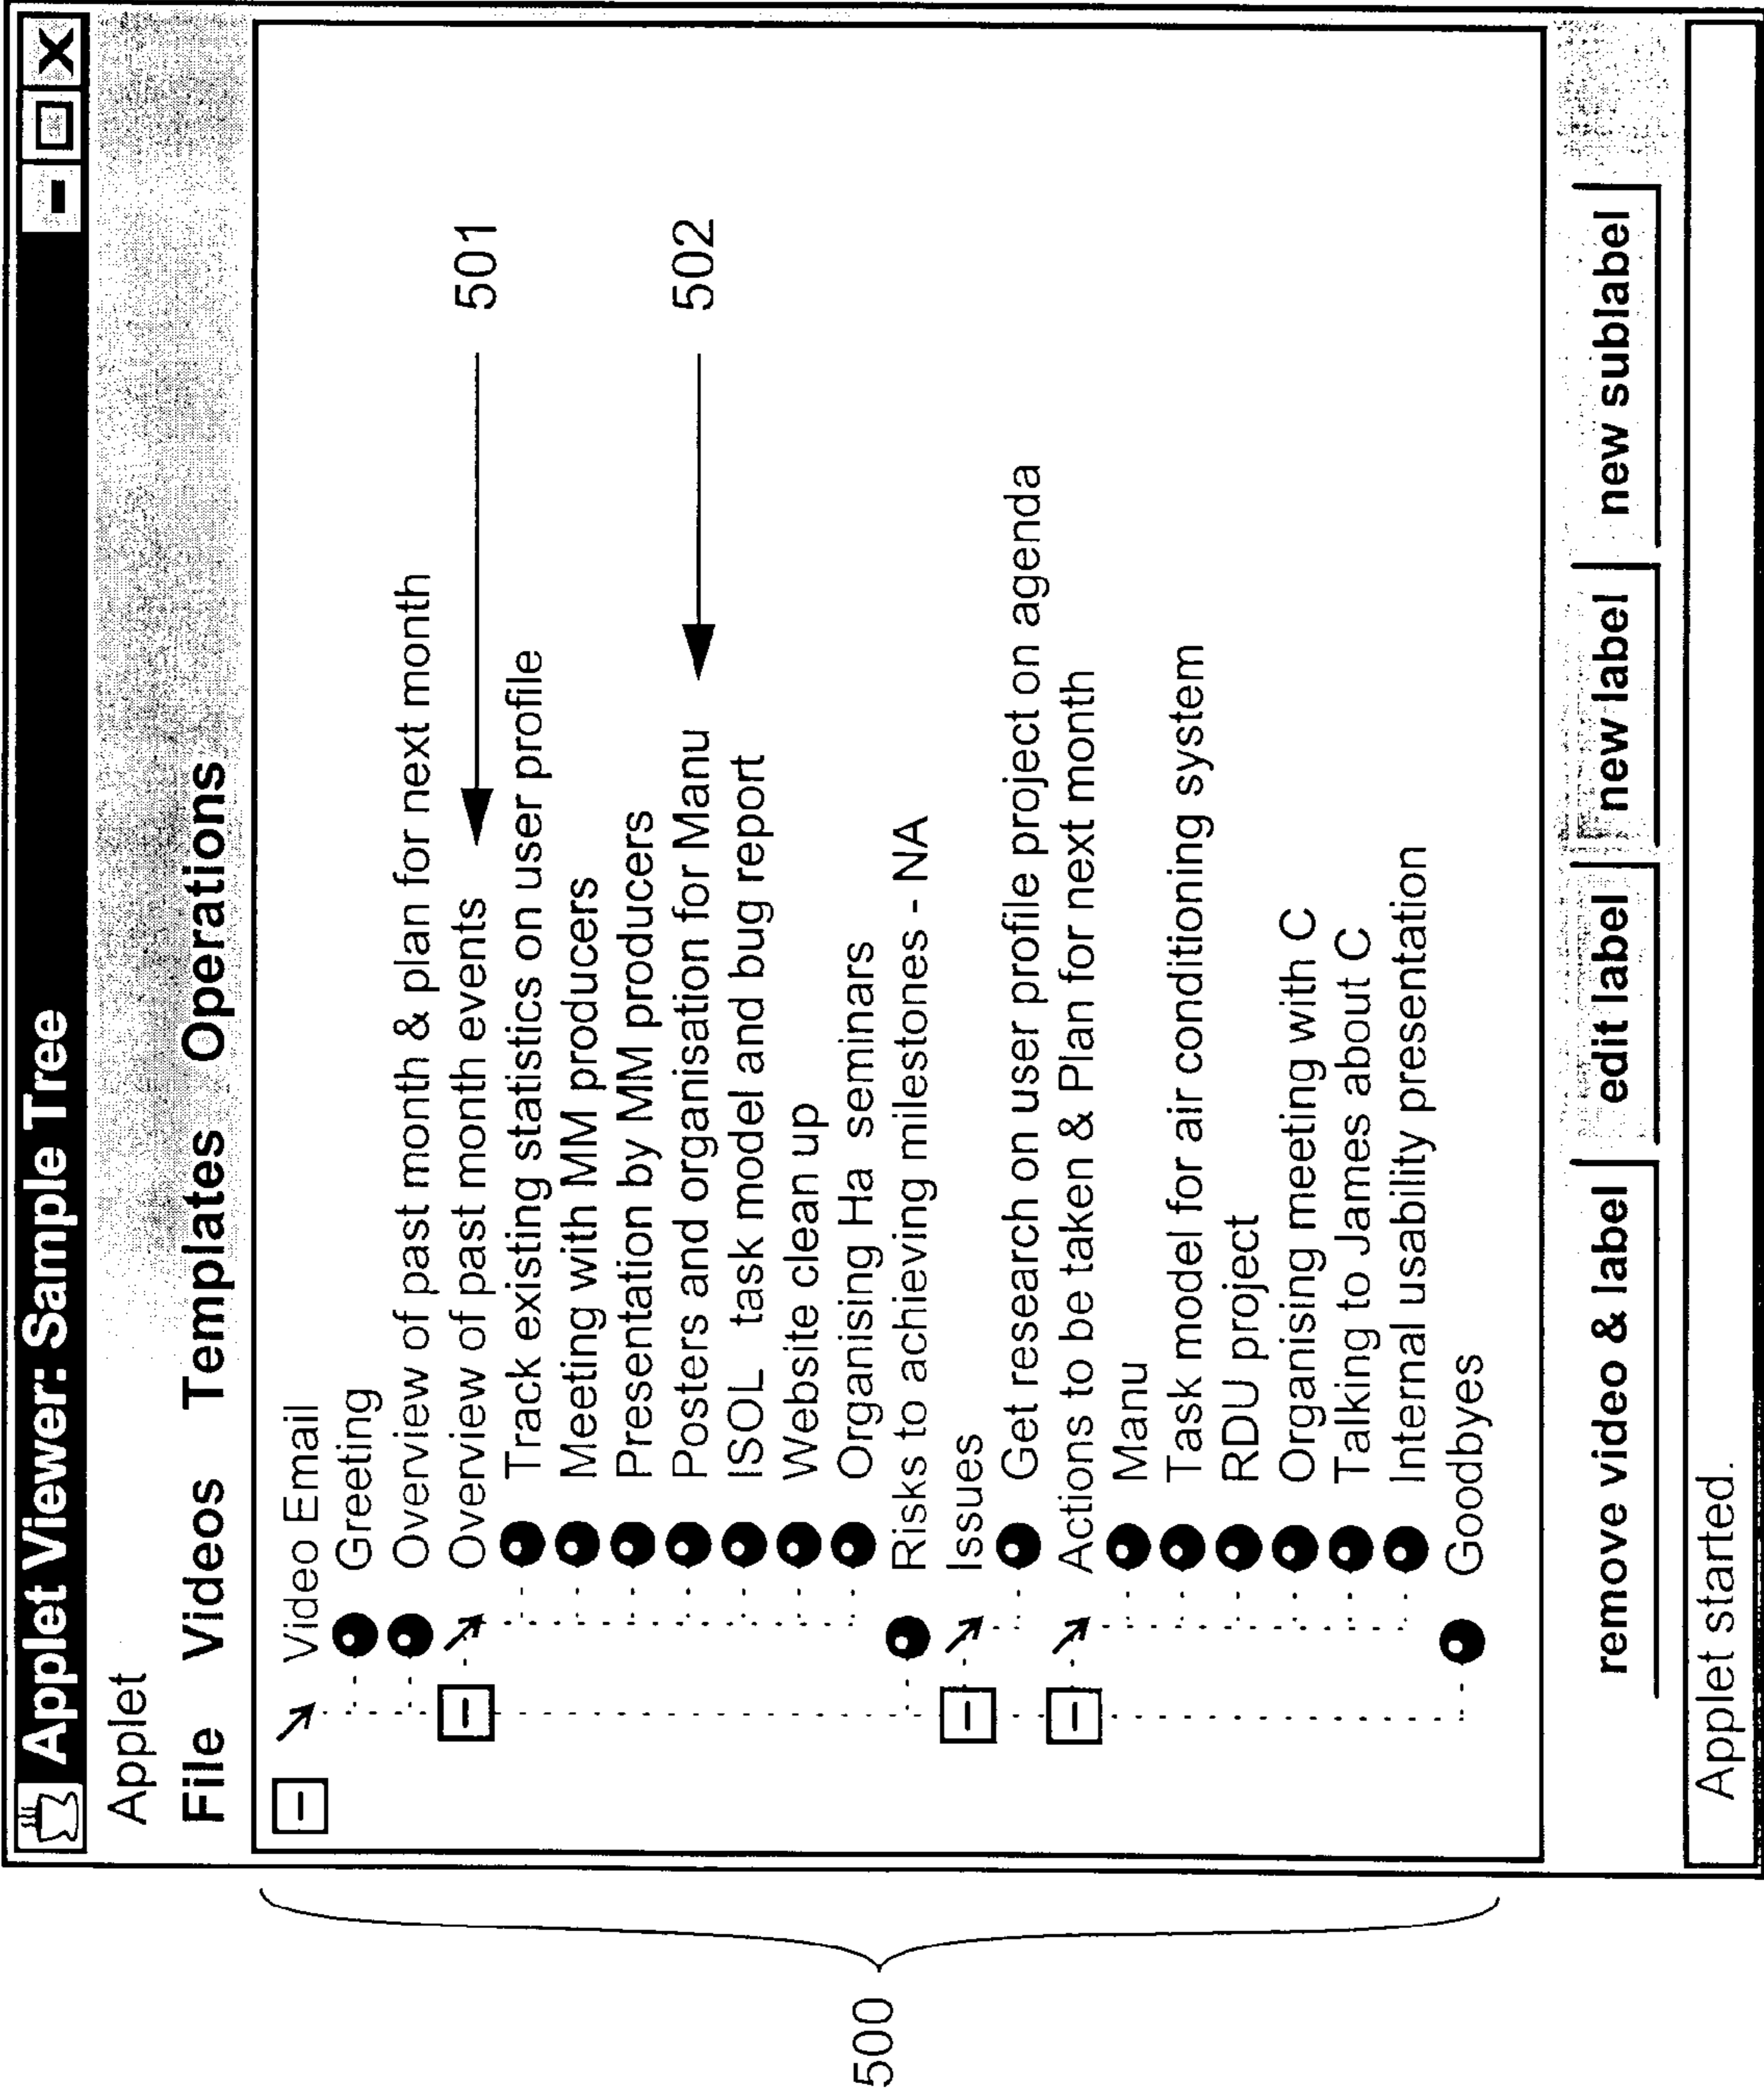 Applet Viewer: Sample Tree
Applet
File Videos Templates Operations
Video Email
Greeting
Overview of past month & plan for next month
Overview of past month events
501
Track existing statistics on user profile
Meeting with MM producers
Presentation by MM producers
Posters and organisation for Manu
502
ISOL task model and bug report
Website clean up
Organising Ha seminars
Risks to achieving milestones - NA
Issues
Get research on user profile project on agenda
Actions to be taken & Plan for next month
Manu
Task model for air conditioning system
RDU project
Organising meeting with C
Talking to James about C
Internal usability presentation
Goodbyes
remove video & label edit label new label new sublabel
Applet started.
500